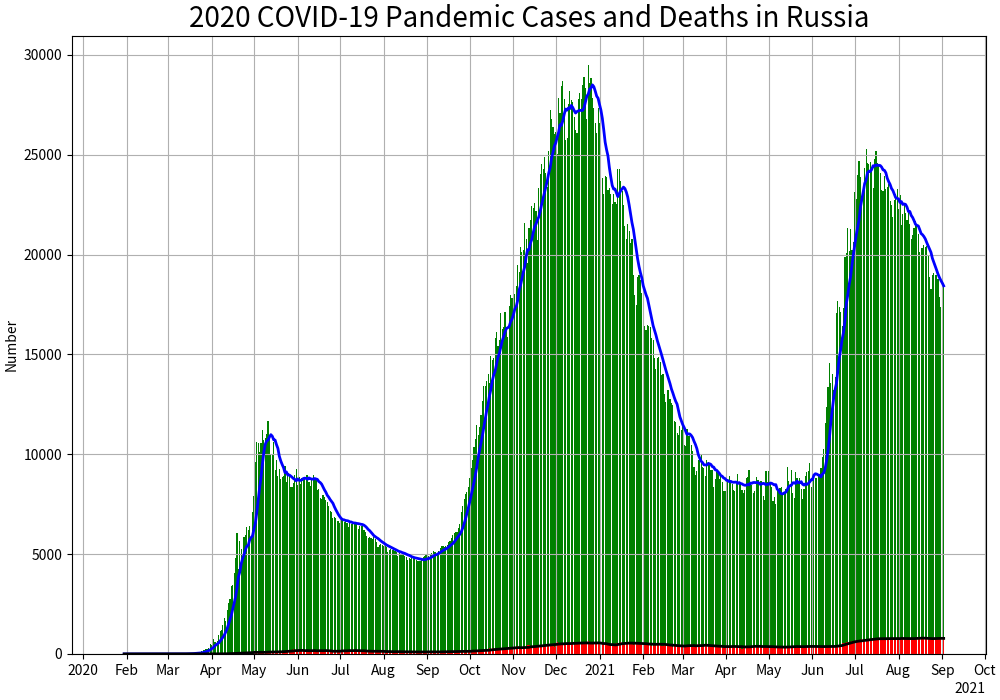 2020 COVID-19 Pandemic Cases and Deaths in Russia
30000
25000
20000
15000
10000
5000
0
Number
2020 Feb Mar Apr May Jun Jul Aug Sep Oct Nov Dec 2021 Feb Mar Apr May Jun Jul Aug Sep Oct
2021